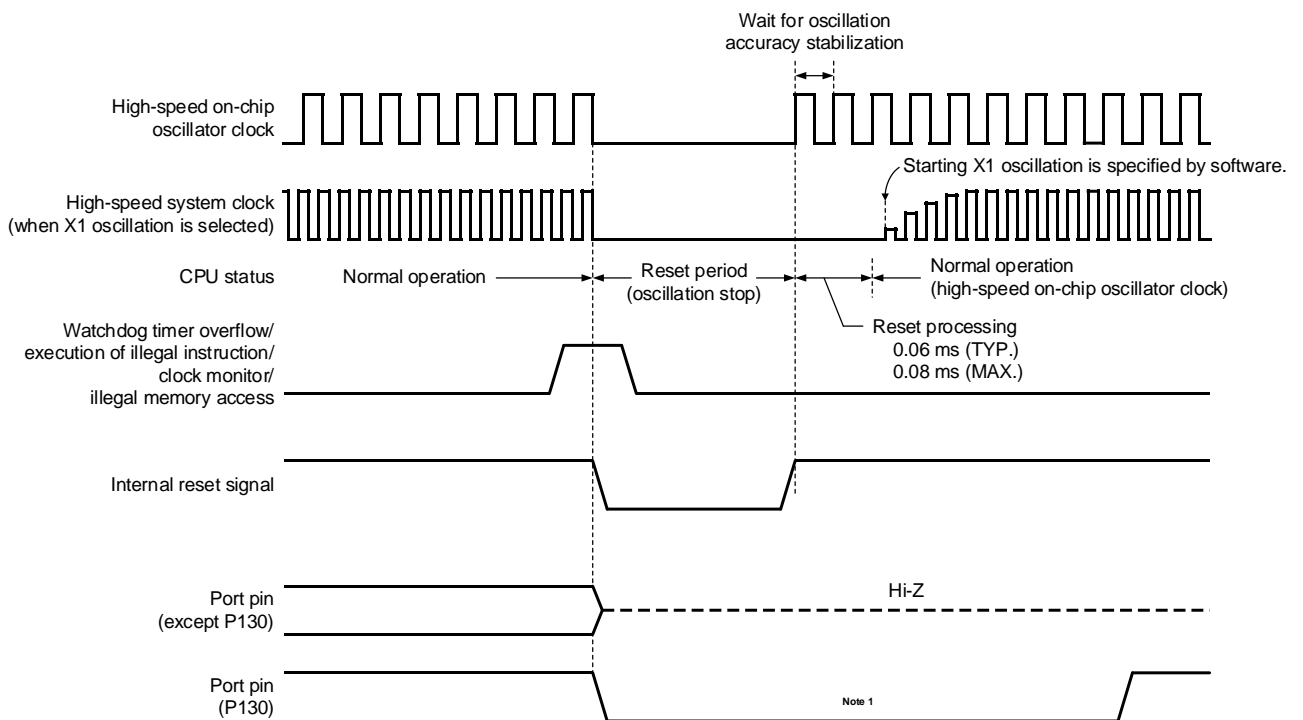 Wait for oscillation
accuracy stabilization
High-speed on-chip
oscillator clock
Starting X1 oscillation is specified by software.
High-speed system clock
(when X1 oscillation is selected)
CPU status
Normal operation
Reset period
(oscillation stop)
Normal operation
(high-speed on-chip oscillator clock)
Reset processing
0.06 ms (TYP.)
0.08 ms (MAX.)
Watchdog timer overflow/
execution of illegal instruction/
clock monitor/
illegal memory access
Internal reset signal
Port pin
(except P130)
Hi-Z
Port pin
(P130)
Note 1